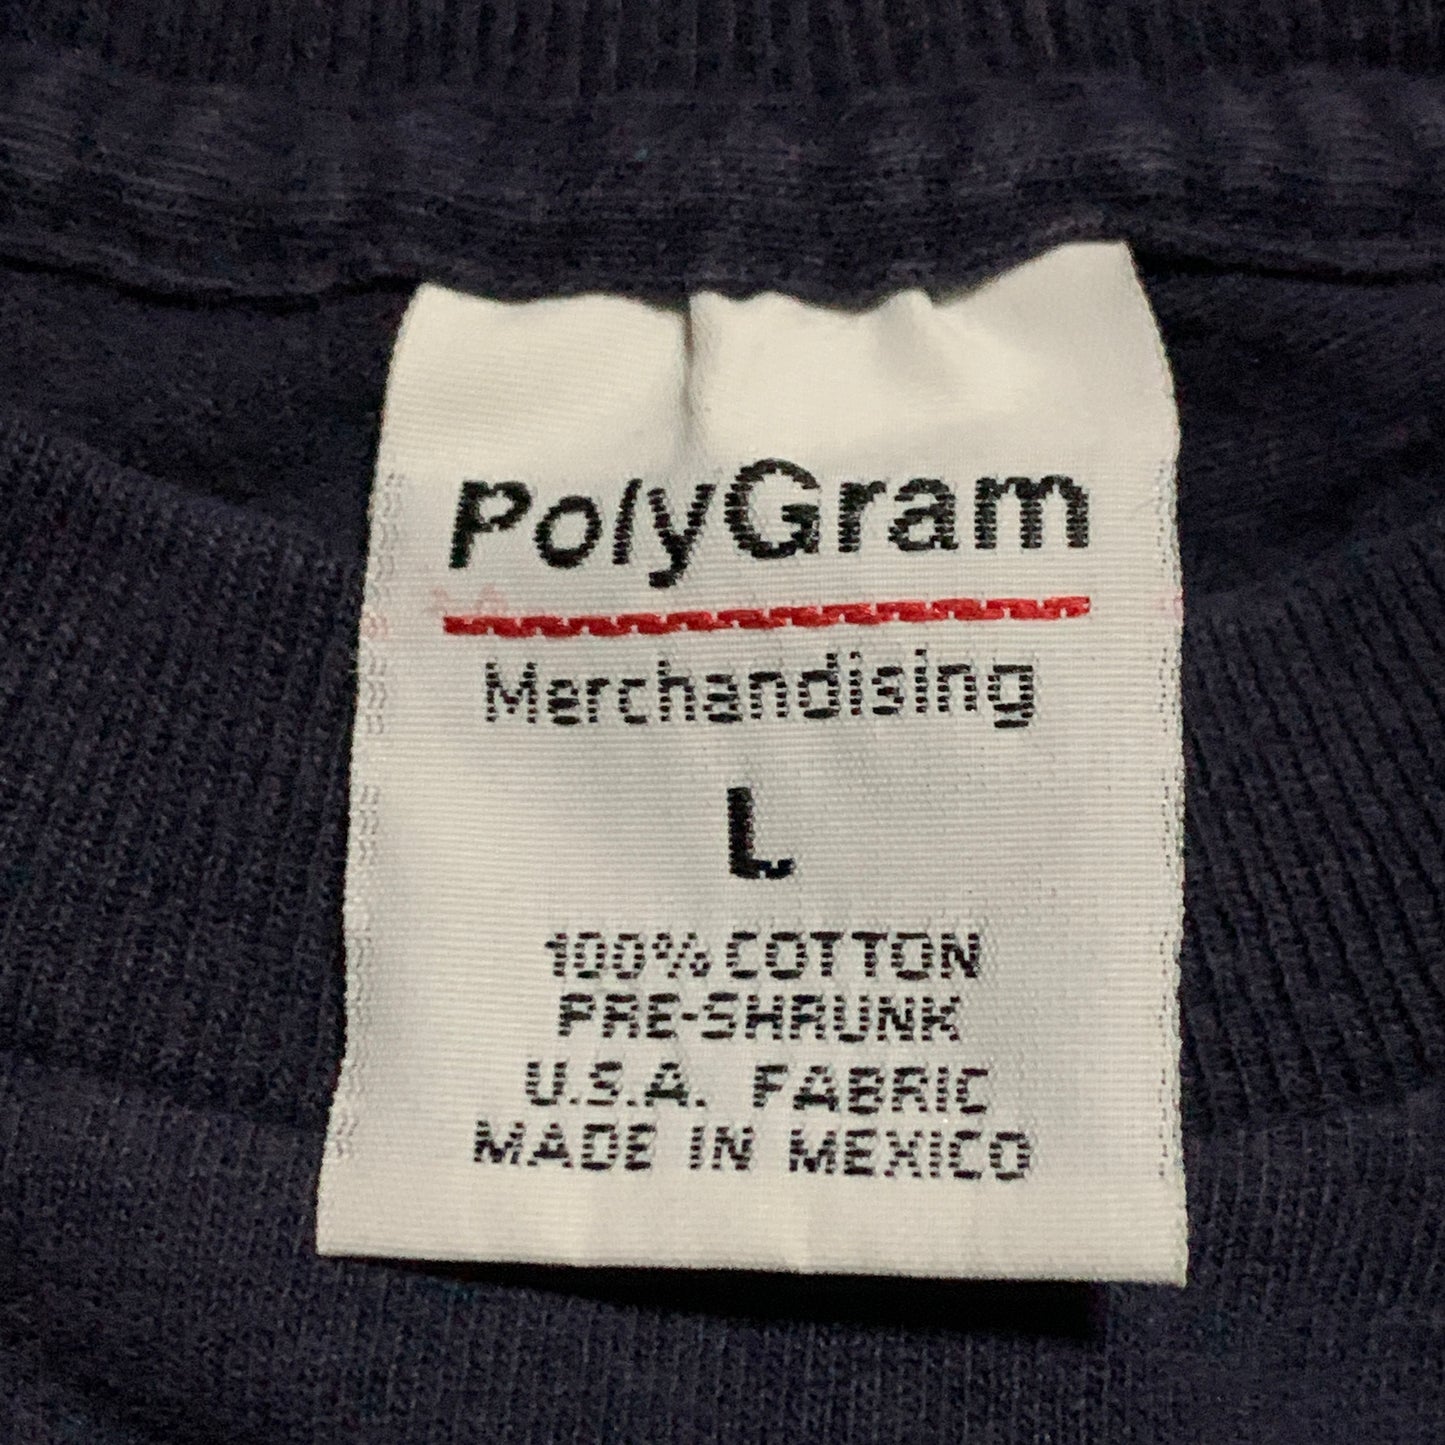 PolyGram
Merchandising
L
100% COTTON
PRE-SHRUNK
U.S.A. FABRIC
MADE IN MEXICO